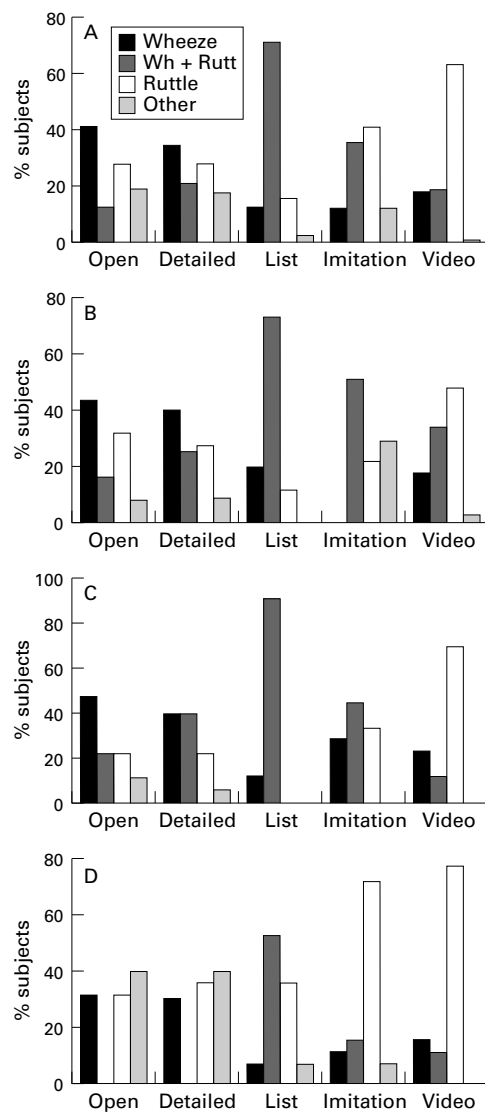 A
Wheeze
Wh + Rutt
Ruttle
Other
80
60
40
20
0
% subjects
Open Detailed List Imitation Video
B
80
60
40
20
0
% subjects
Open Detailed List Imitation Video
C
100
80
60
40
20
0
% subjects
Open Detailed List Imitation Video
D
80
60
40
20
0
% subjects
Open Detailed List Imitation Video